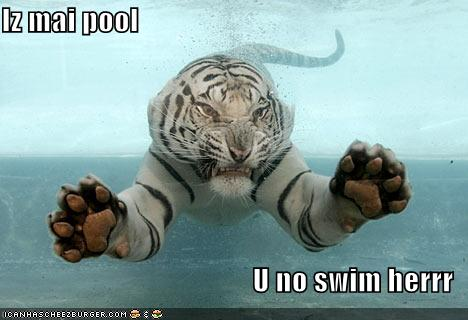 Iz mai pool
U no swim herrr
ICANHASCHEEZBURGER.COM